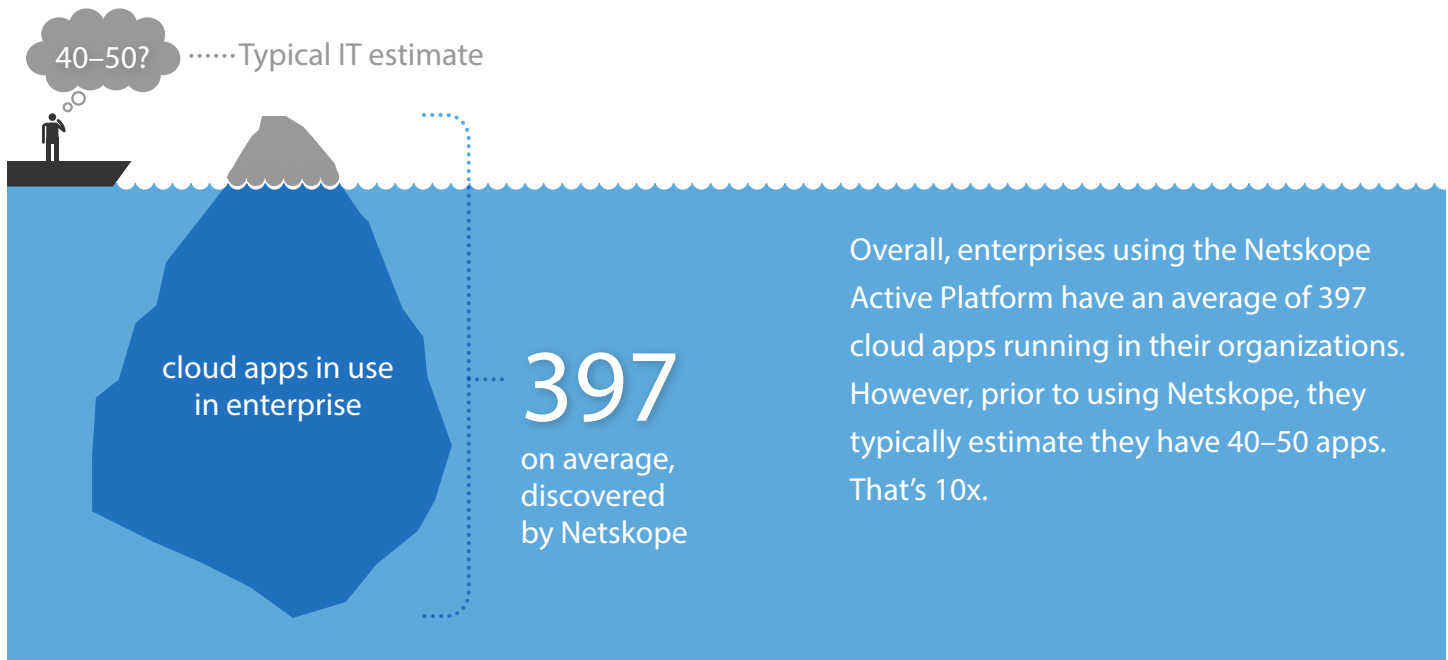 40–50?
Typical IT estimate
cloud apps in use
in enterprise
397
on average,
discovered
by Netskope
Overall, enterprises using the Netskope
Active Platform have an average of 397
cloud apps running in their organizations.
However, prior to using Netskope, they
typically estimate they have 40–50 apps.
That’s 10x.